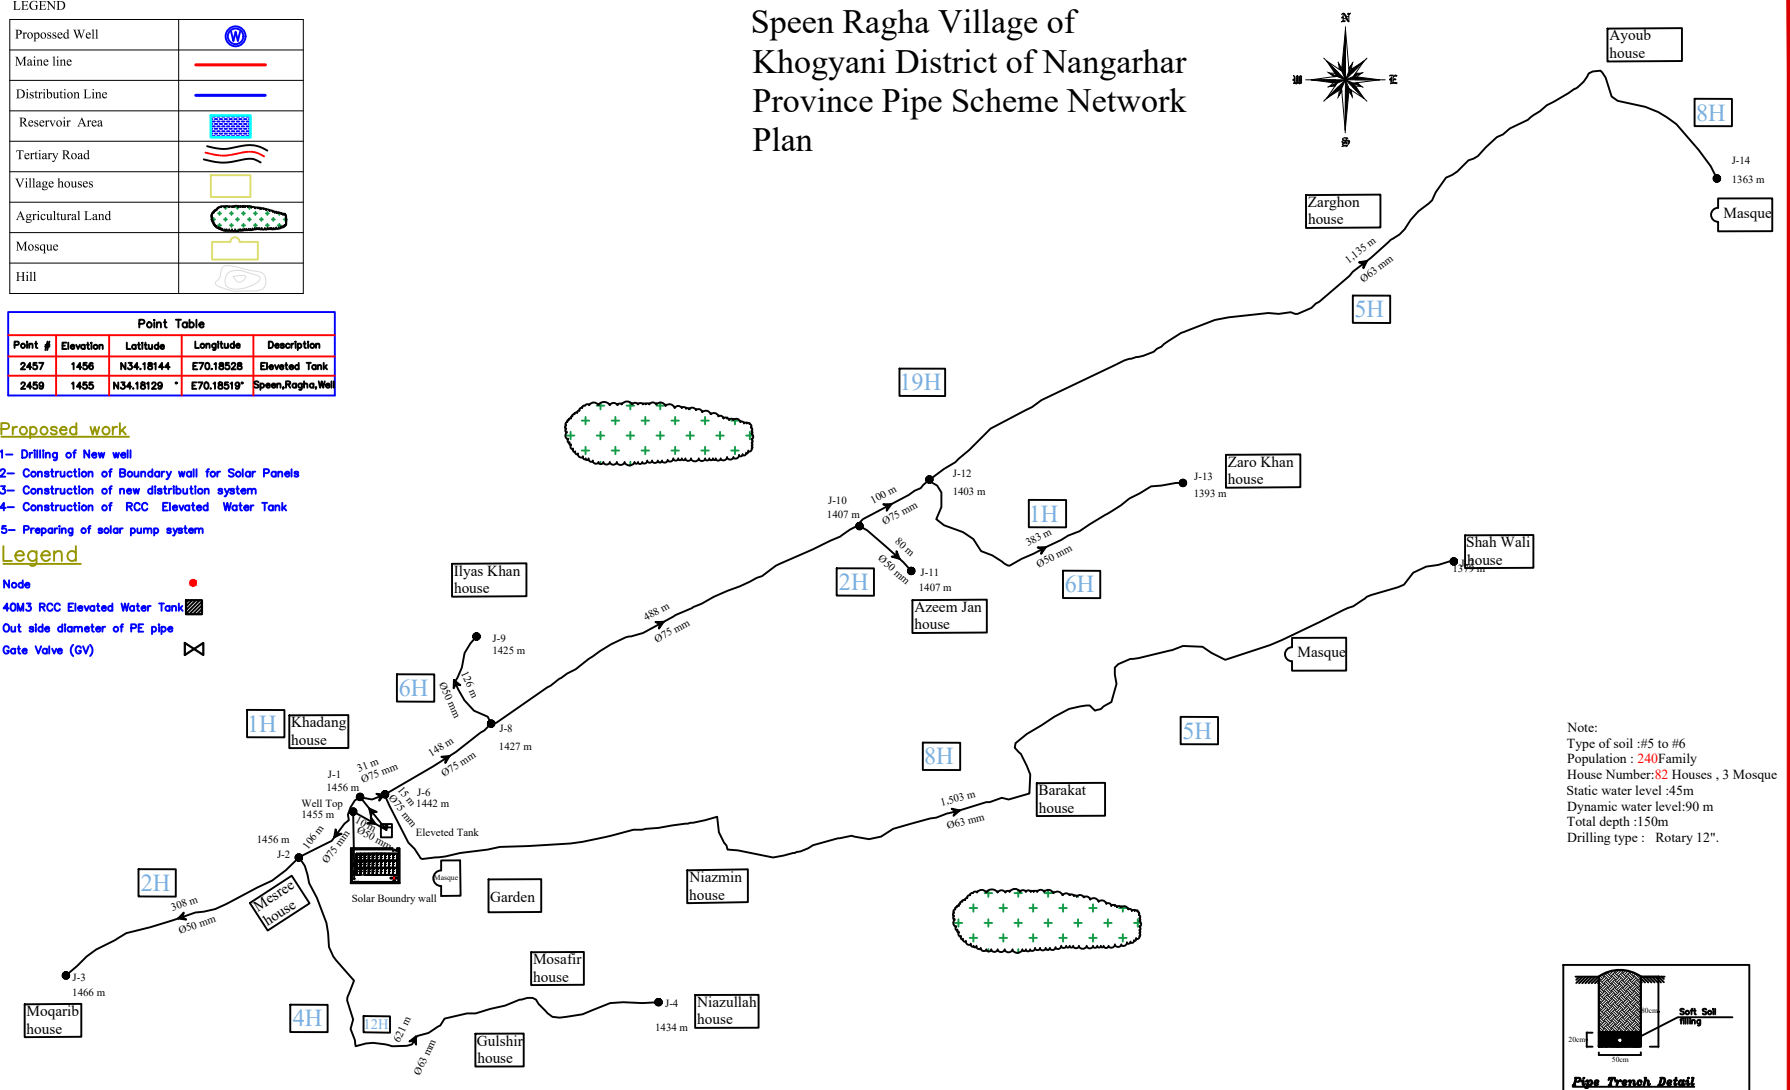 LEGEND
Propossed Well
W
Maine line
Distribution Line
Reservoir Area
Tertiary Road
Village houses
Agricultural Land
Mosque
Hill
Speen Ragha Village of
Khogyani District of Nangarhar
Province Pipe Scheme Network
Plan
N
E
S
Point Table
Point # Elevation Latitude Longitude Description
2457 1456 N34.18144 E70.18528 Eleveted Tank
2459 1455 N34.18129 ° E70.18519° Speen,Ragha,Well
Proposed work
1- Drilling of New well
2- Construction of Boundary wall for Solar Panels
3- Construction of new distribution system
4- Construction of RCC Elevated Water Tank
5- Preparing of solar pump system
Legend
Node
40M3 RCC Elevated Water Tank
Out side diameter of PE pipe
Gate Valve (GV)
Ayoub
house
8H
J-14
1363 m
Masque
Zarghon
house
1,135 m
Ø63 mm
5H
19H
J-12
1403 m
J-10
1407 m
100 m
Ø75 mm
80 m
Ø50 mm
J-11
1407 m
2H
Azeem Jan
house
1H
383 m
Ø50 mm
6H
J-13
1393 m
Zaro Khan
house
Shah Wali
house
1379 m
Masque
Ilyas Khan
house
488 m
Ø75 mm
J-9
1425 m
126 m
Ø50 mm
6H
J-8
1427 m
1H
Khadang
house
148 m
Ø75 mm
31 m
Ø75 mm
J-1
1456 m
J-6
1442 m
15 m
Ø75 mm
Well Top
1455 m
10 m
Ø50 mm
Eleveted Tank
106 m
Ø75 mm
1456 m
J-2
Solar Boundry wall
Masque
Garden
Mesree
house
2H
308 m
Ø50 mm
J-3
1466 m
Moqarib
house
4H
12H
621 m
Ø63 mm
Gulshir
house
Mosafir
house
J-4
1434 m
Niazullah
house
Niazmin
house
8H
1,503 m
Ø63 mm
Barakat
house
5H
Note:
Type of soil :#5 to #6
Population : 240Family
House Number:82 Houses , 3 Mosque
Static water level :45m
Dynamic water level:90 m
Total depth :150m
Drilling type : Rotary 12".
80cm
Soft Soil
filling
20cm
50cm
Pipe Trench Detail